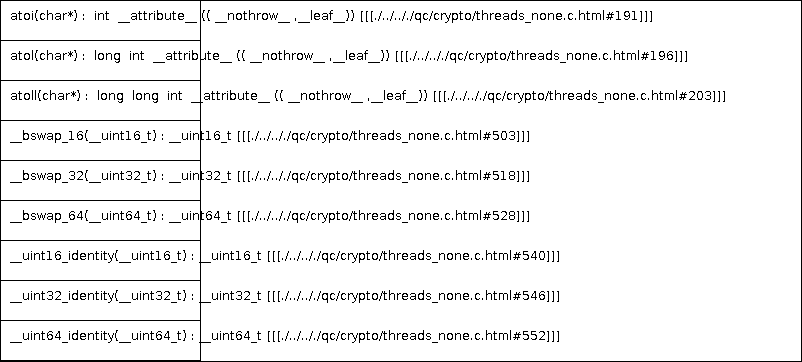 atoi(char*) : int __attribute__ (( __nothrow__ ,__leaf__)) [[[./../.././qc/crypto/threads_none.c.html#191]]]
atol(char*) : long int __attribute__ (( __nothrow__ ,__leaf__)) [[[./../.././qc/crypto/threads_none.c.html#196]]]
atoll(char*) : long long int __attribute__ (( __nothrow__ ,__leaf__)) [[[./../.././qc/crypto/threads_none.c.html#203]]]
__bswap_16(__uint16_t) : __uint16_t [[[./../.././qc/crypto/threads_none.c.html#503]]]
__bswap_32(__uint32_t) : __uint32_t [[[./../.././qc/crypto/threads_none.c.html#518]]]
__bswap_64(__uint64_t) : __uint64_t [[[./../.././qc/crypto/threads_none.c.html#528]]]
__uint16_identity(__uint16_t) : __uint16_t [[[./../.././qc/crypto/threads_none.c.html#540]]]
__uint32_identity(__uint32_t) : __uint32_t [[[./../.././qc/crypto/threads_none.c.html#546]]]
__uint64_identity(__uint64_t) : __uint64_t [[[./../.././qc/crypto/threads_none.c.html#552]]]